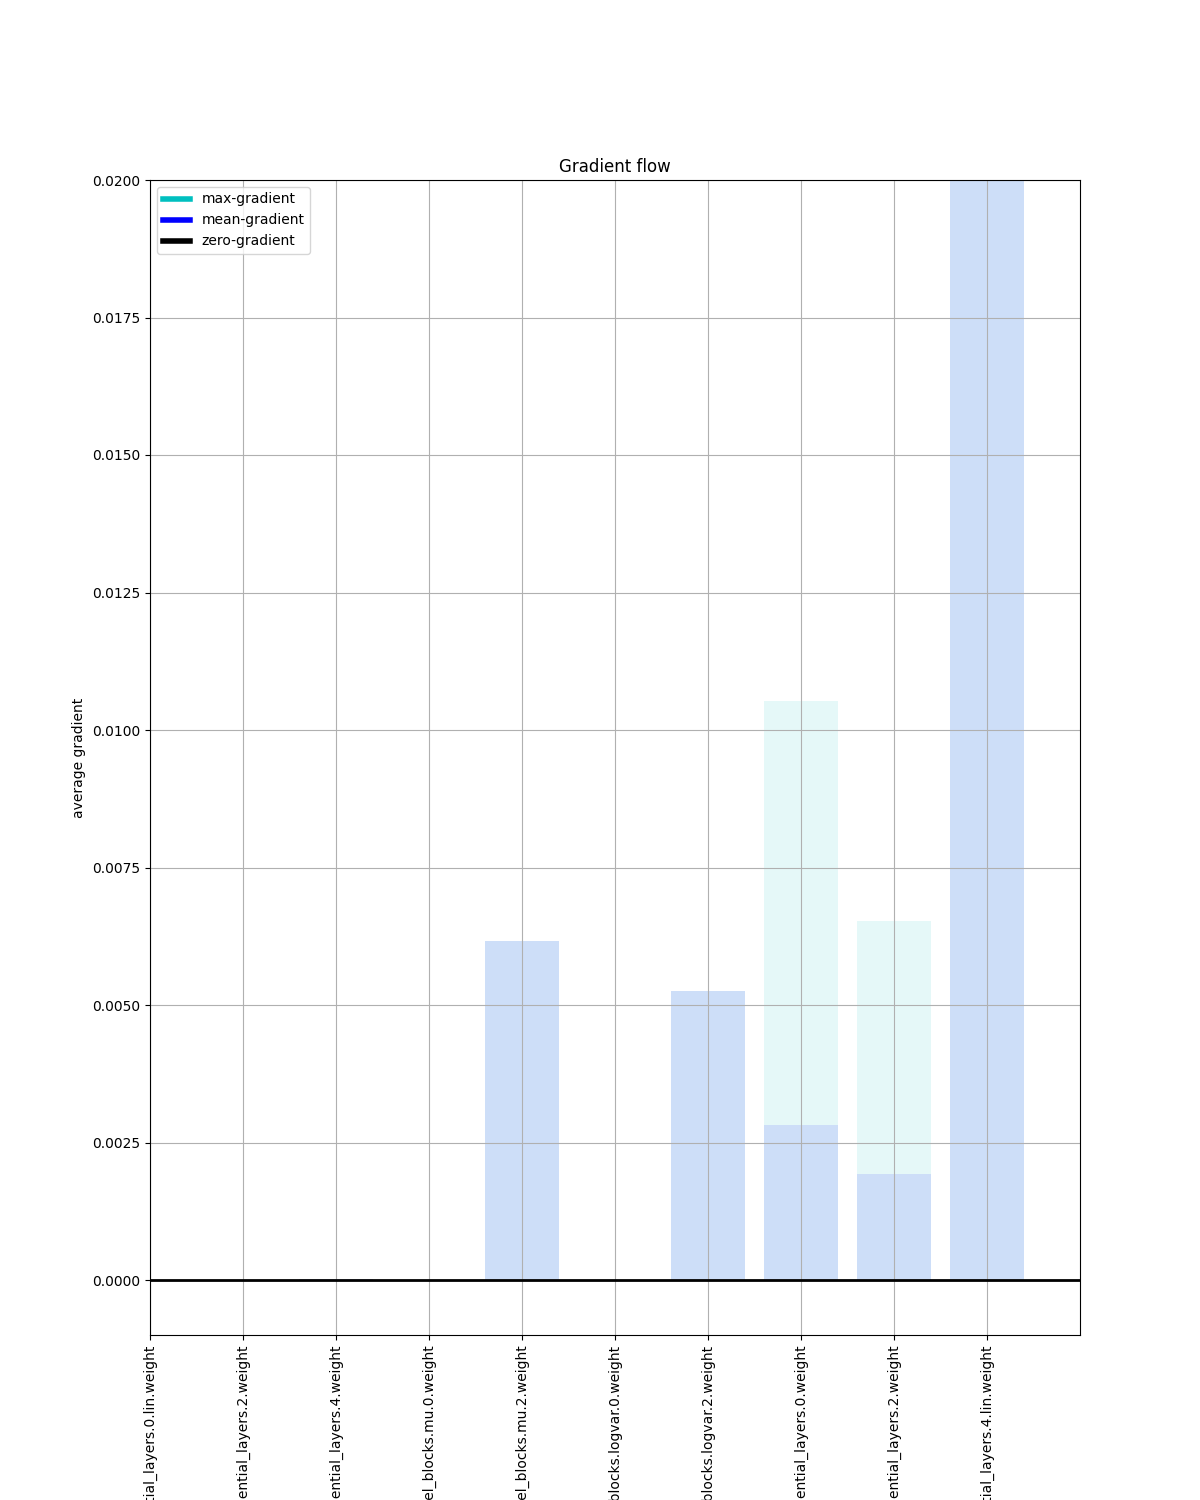 Gradient flow
max-gradient
mean-gradient
zero-gradient
0.0200
0.0175
0.0150
0.0125
0.0100
0.0075
0.0050
0.0025
0.0000
average gradient
tial_layers.0.lin.weight
ential_layers.2.weight
ential_layers.4.weight
el_blocks.mu.0.weight
el_blocks.mu.2.weight
blocks.logvar.0.weight
blocks.logvar.2.weight
ential_layers.0.weight
ential_layers.2.weight
tial_layers.4.lin.weight